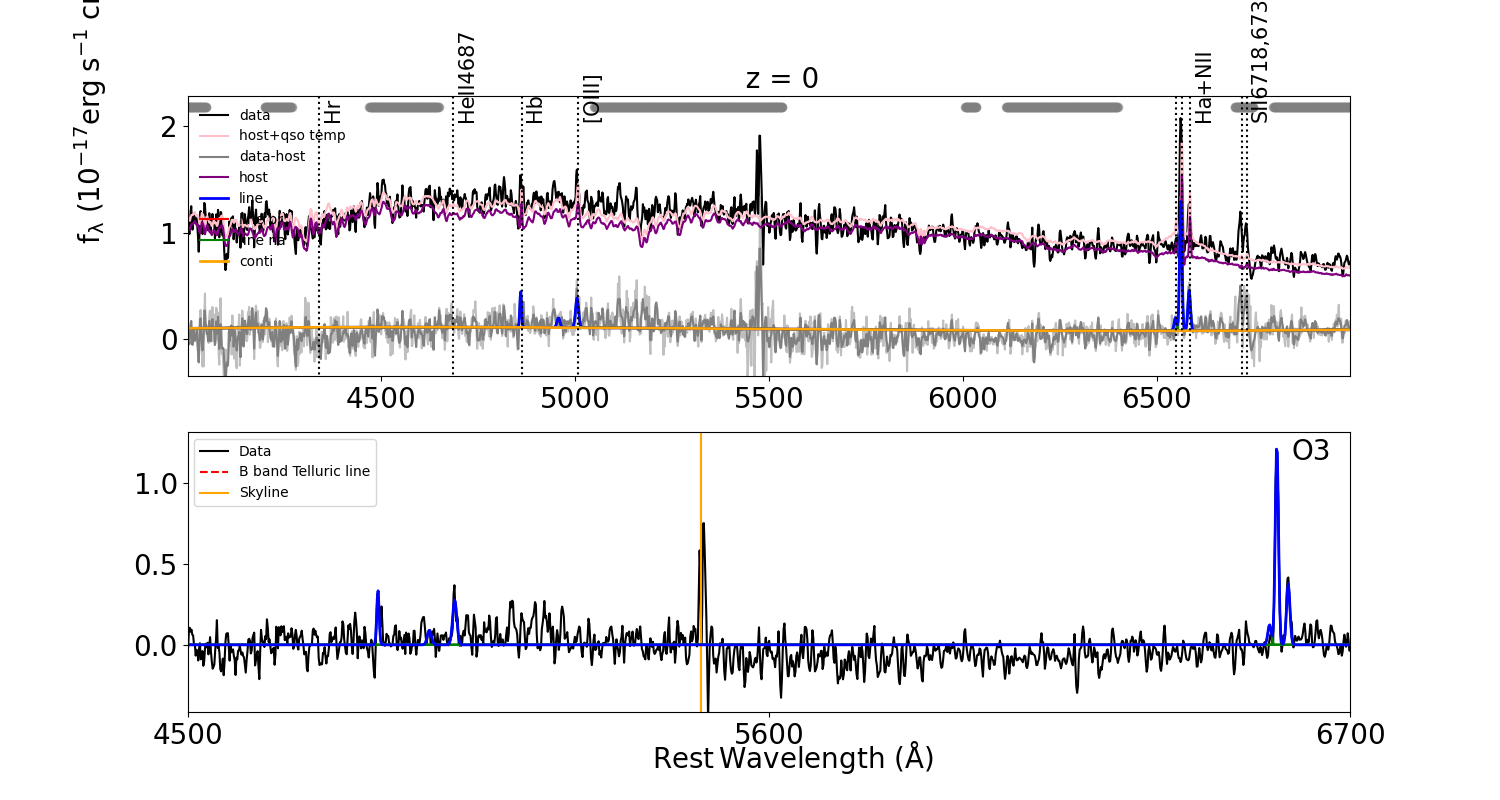 z = 0
f_λ (10^−17 erg s^−1 c
Hr
HeII4687
Hb
[OIII]
Ha+NII
SII6718,673
data
host+qso temp
data-host
host
line
line na
conti
2
1
0
4500 5000 5500 6000 6500
O3
Data
B band Telluric line
Skyline
1.0
0.5
0.0
4500 5600 6700
Rest Wavelength (Å)